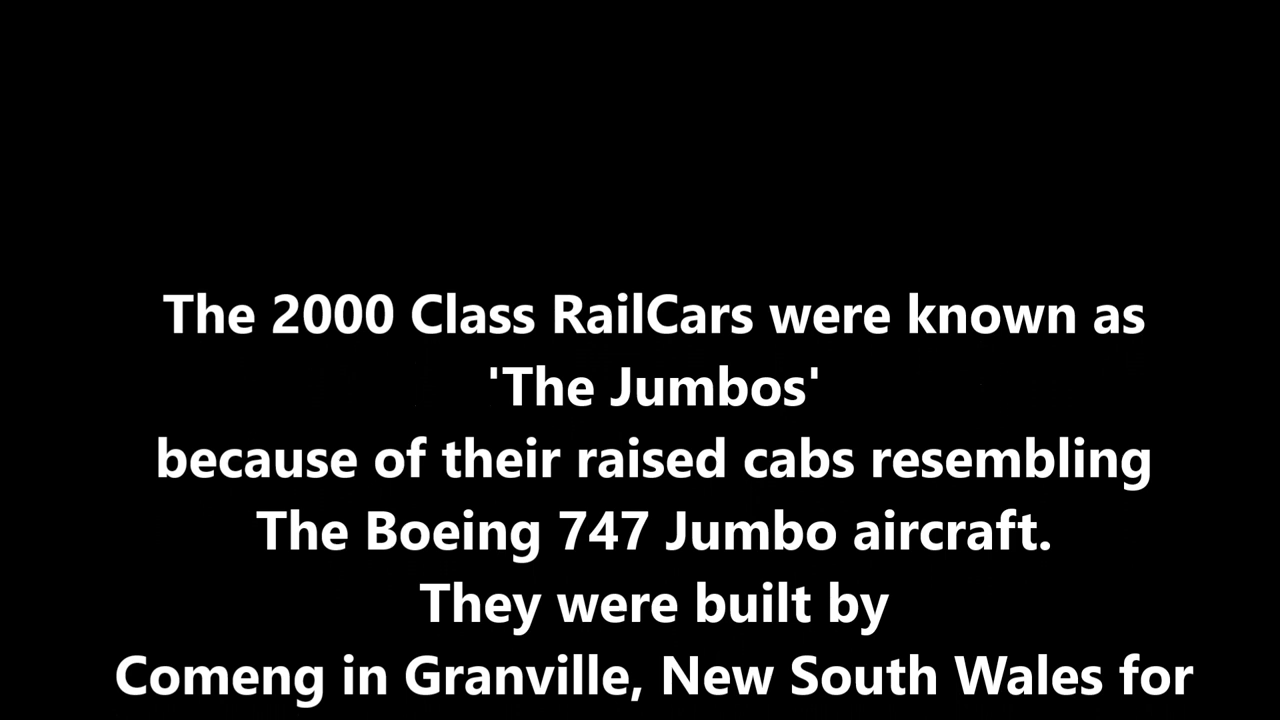 The 2000 Class RailCars were known as
'The Jumbos'
because of their raised cabs resembling
The Boeing 747 Jumbo aircraft.
They were built by
Comeng in Granville, New South Wales for